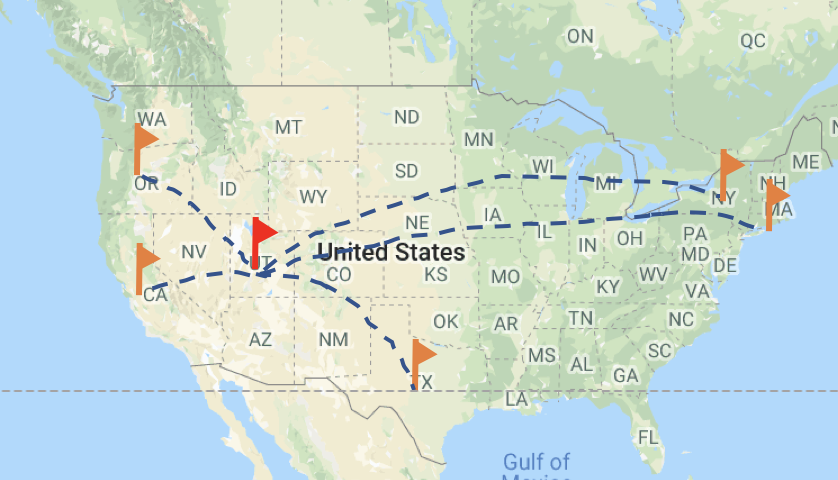 ON
QC
WA
MT
ND
MN
ME
SD
WI
MI
NH
OR
ID
WY
NY
MA
NE
IA
IL
IN
OH
PA
NV
United States
MD
DE
UT
CO
KS
MO
WV
KY
VA
CA
OK
AR
TN
NC
AZ
NM
MS
AL
SC
GA
TX
LA
FL
Gulf of
Mexico